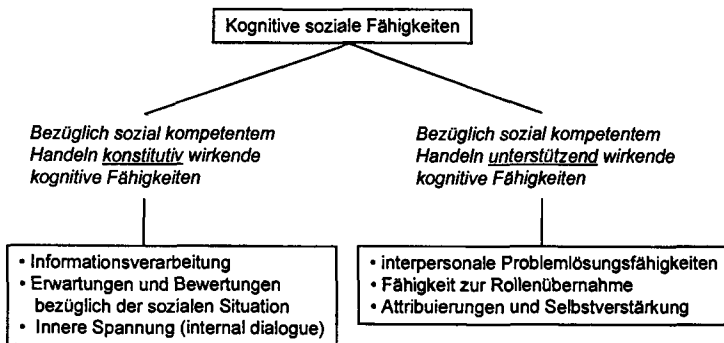 Kognitive soziale Fähigkeiten
Bezüglich sozial kompetentem
Handeln konstitutiv wirkende
kognitive Fähigkeiten
Bezüglich sozial kompetentem
Handeln unterstützend wirkende
kognitive Fähigkeiten
• Informationsverarbeitung
• Erwartungen und Bewertungen
bezüglich der sozialen Situation
• Innere Spannung (internal dialogue)
• interpersonale Problemlösungsfähigkeiten
• Fähigkeit zur Rollenübernahme
• Attribuierungen und Selbstverstärkung